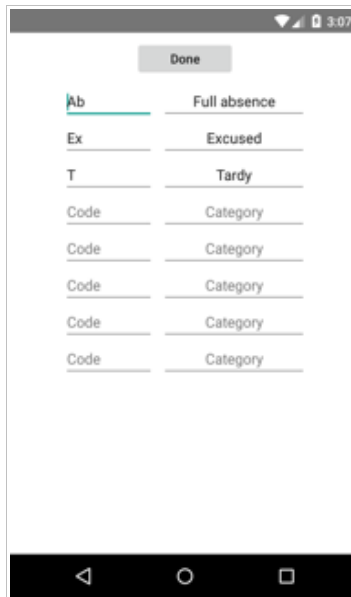 3:07
Done
Ab Full absence
Ex Excused
T Tardy
Code Category
Code Category
Code Category
Code Category
Code Category